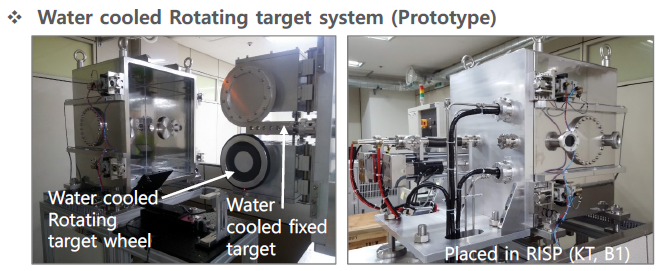 ❖ Water cooled Rotating target system (Prototype)
Water cooled
Rotating
target wheel
Water
cooled fixed
target
Placed in RISP (KT, B1)